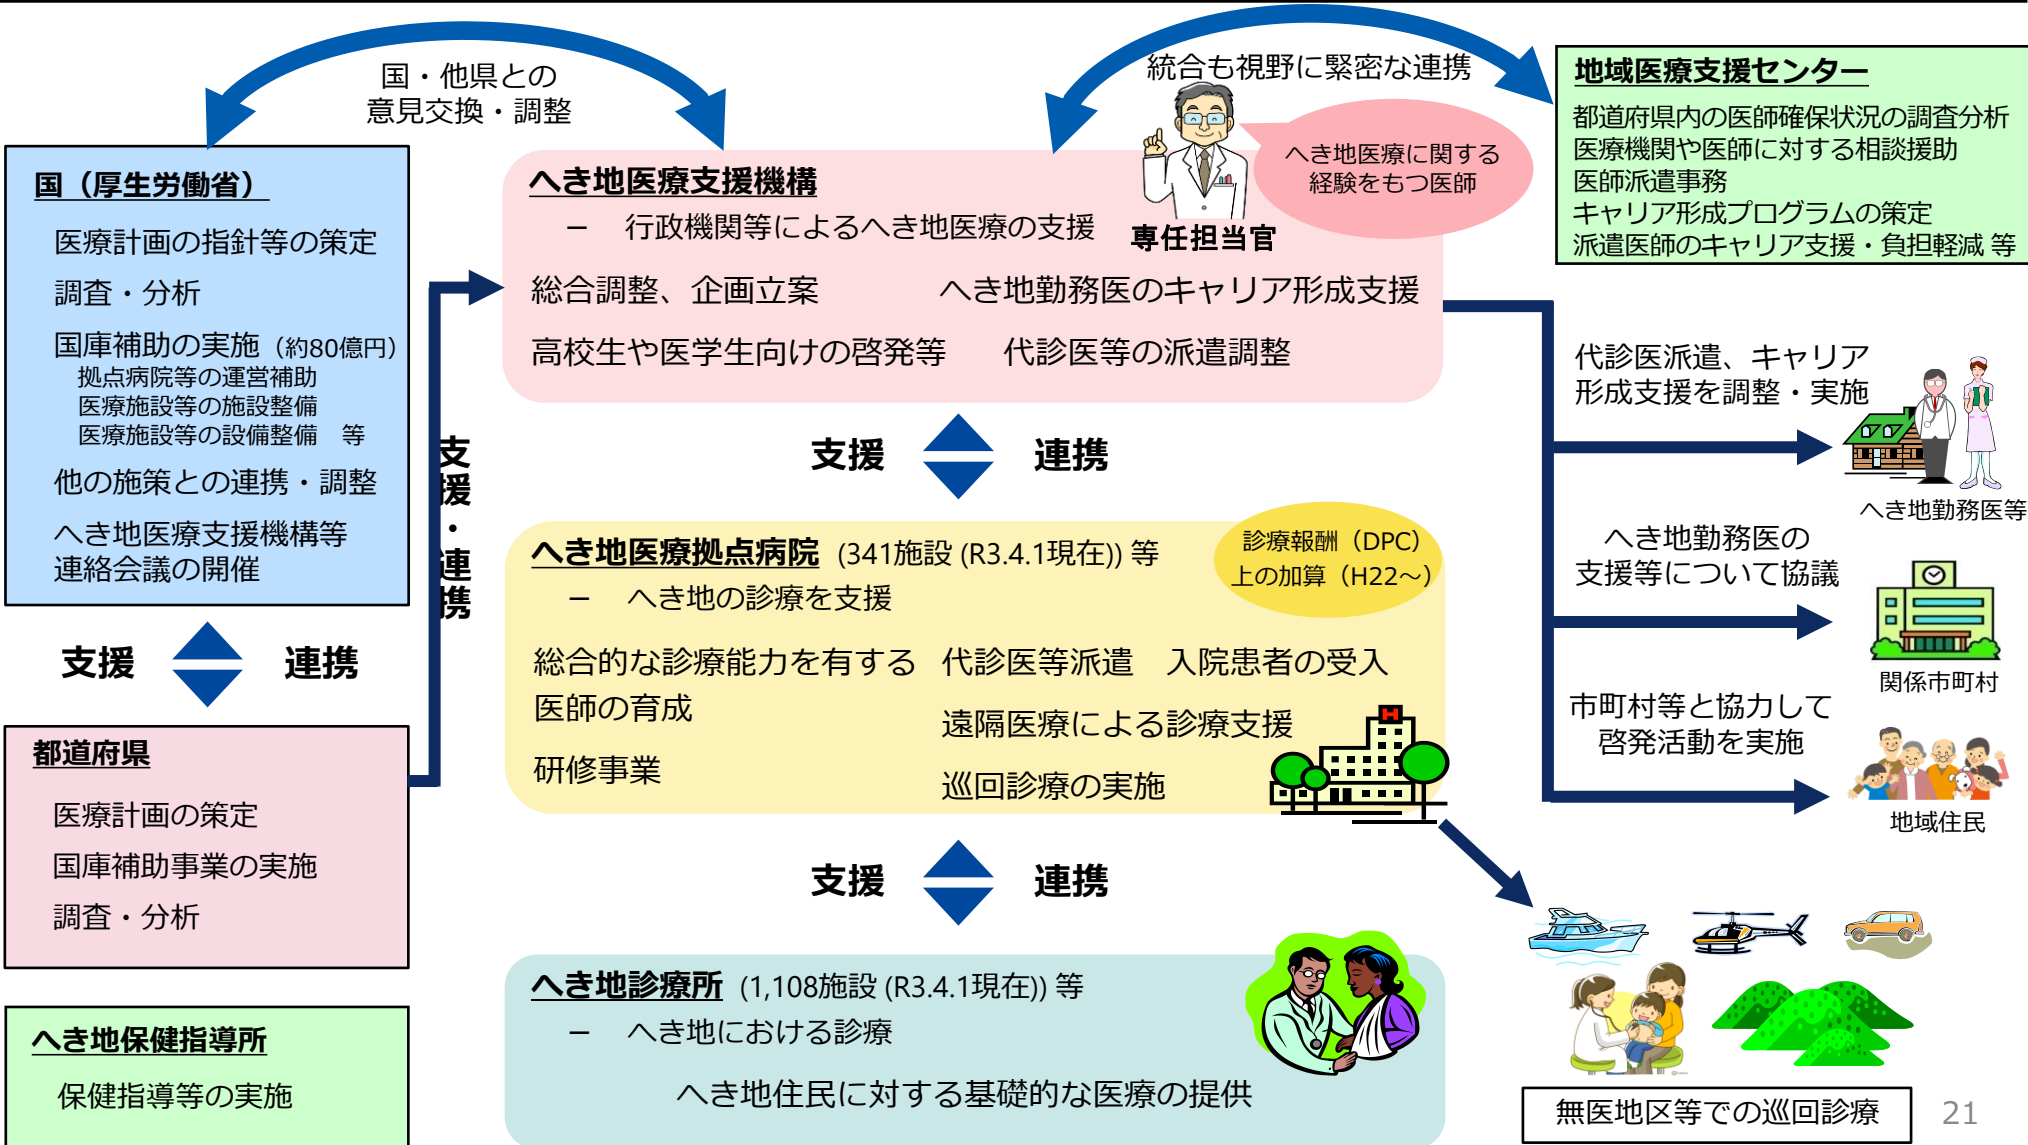 国・他県との
意見交換・調整
統合も視野に緊密な連携
国（厚生労働省）
医療計画の指針等の策定
調査・分析
国庫補助の実施（約80億円）
拠点病院等の運営補助
医療施設等の施設整備
医療施設等の設備整備　等
他の施策との連携・調整
へき地医療支援機構等
連絡会議の開催
支援　連携
都道府県
医療計画の策定
国庫補助事業の実施
調査・分析
へき地保健指導所
保健指導等の実施
支援・連携
へき地医療支援機構
－　行政機関等によるへき地医療の支援
総合調整、企画立案　へき地勤務医のキャリア形成支援
高校生や医学生向けの啓発等　代診医等の派遣調整
へき地医療に関する
経験をもつ医師
専任担当官
支援　連携
へき地医療拠点病院 (341施設 (R3.4.1現在)) 等
－　へき地の診療を支援
診療報酬（DPC）
上の加算（H22～）
総合的な診療能力を有する
医師の育成
研修事業
代診医等派遣　入院患者の受入
遠隔医療による診療支援
巡回診療の実施
H
支援　連携
へき地診療所 (1,108施設 (R3.4.1現在)) 等
－　へき地における診療
へき地住民に対する基礎的な医療の提供
地域医療支援センター
都道府県内の医師確保状況の調査分析
医療機関や医師に対する相談援助
医師派遣事務
キャリア形成プログラムの策定
派遣医師のキャリア支援・負担軽減 等
代診医派遣、キャリア
形成支援を調整・実施
へき地勤務医等
へき地勤務医の
支援等について協議
関係市町村
市町村等と協力して
啓発活動を実施
地域住民
無医地区等での巡回診療
21